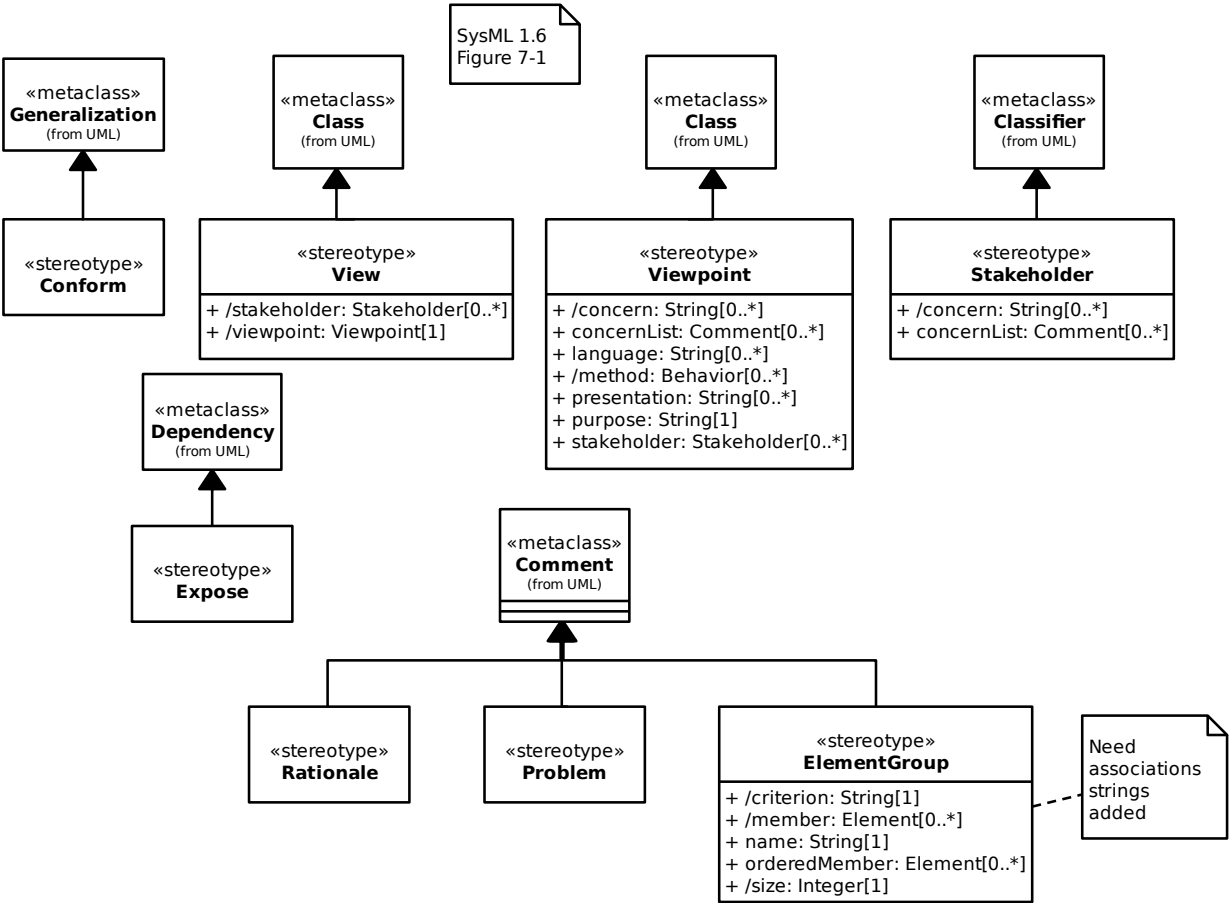 SysML 1.6
Figure 7-1
«metaclass»
Generalization
(from UML)
«metaclass»
Class
(from UML)
«metaclass»
Class
(from UML)
«metaclass»
Classifier
(from UML)
«stereotype»
Conform
«stereotype»
View
+ /stakeholder: Stakeholder[0..*]
+ /viewpoint: Viewpoint[1]
«stereotype»
Viewpoint
+ /concern: String[0..*]
+ concernList: Comment[0..*]
+ language: String[0..*]
+ /method: Behavior[0..*]
+ presentation: String[0..*]
+ purpose: String[1]
+ stakeholder: Stakeholder[0..*]
«stereotype»
Stakeholder
+ /concern: String[0..*]
+ concernList: Comment[0..*]
«metaclass»
Dependency
(from UML)
«stereotype»
Expose
«metaclass»
Comment
(from UML)
«stereotype»
Rationale
«stereotype»
Problem
«stereotype»
ElementGroup
+ /criterion: String[1]
+ /member: Element[0..*]
+ name: String[1]
+ orderedMember: Element[0..*]
+ /size: Integer[1]
Need
associations
strings
added